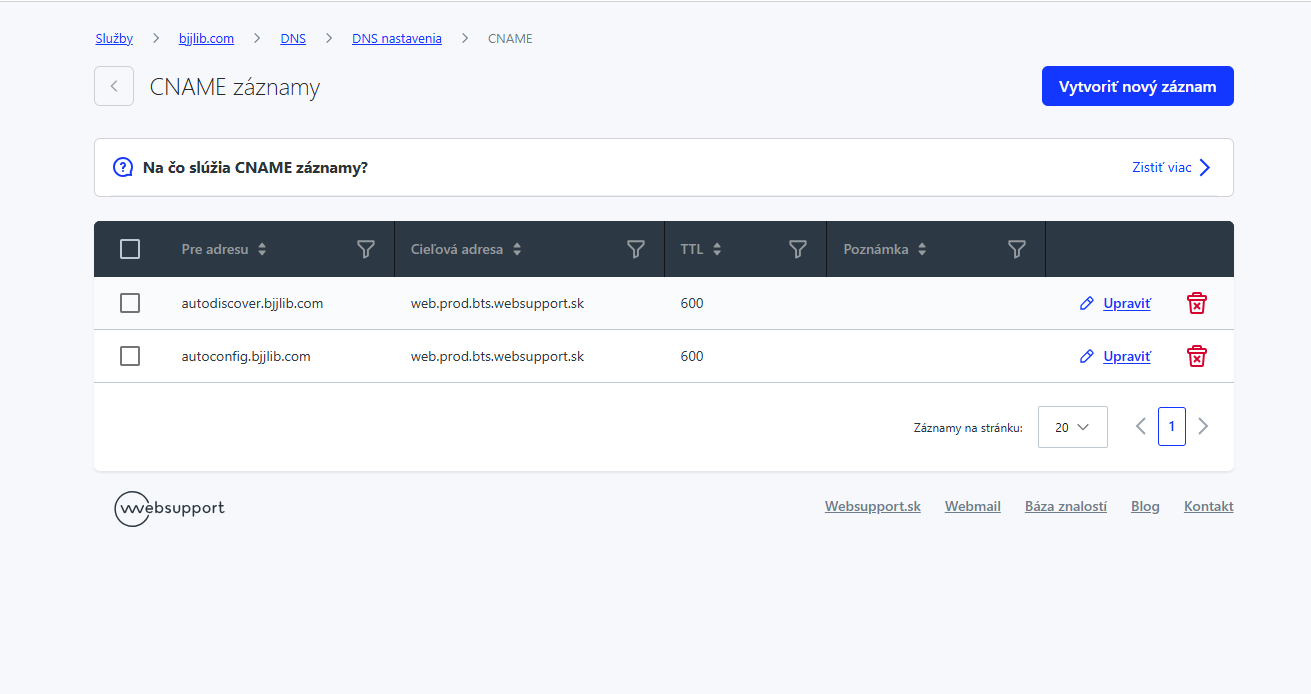 Služby > bjjlib.com > DNS > DNS nastavenia > CNAME
CNAME záznamy
Vytvoriť nový záznam
Na čo slúžia CNAME záznamy?
Zistiť viac
Pre adresu Cieľová adresa TTL Poznámka
autodiscover.bjjlib.com web.prod.bts.websupport.sk 600 Upraviť
autoconfig.bjjlib.com web.prod.bts.websupport.sk 600 Upraviť
Záznamy na stránku: 20 1
websupport
Websupport.sk Webmail Báza znalostí Blog Kontakt